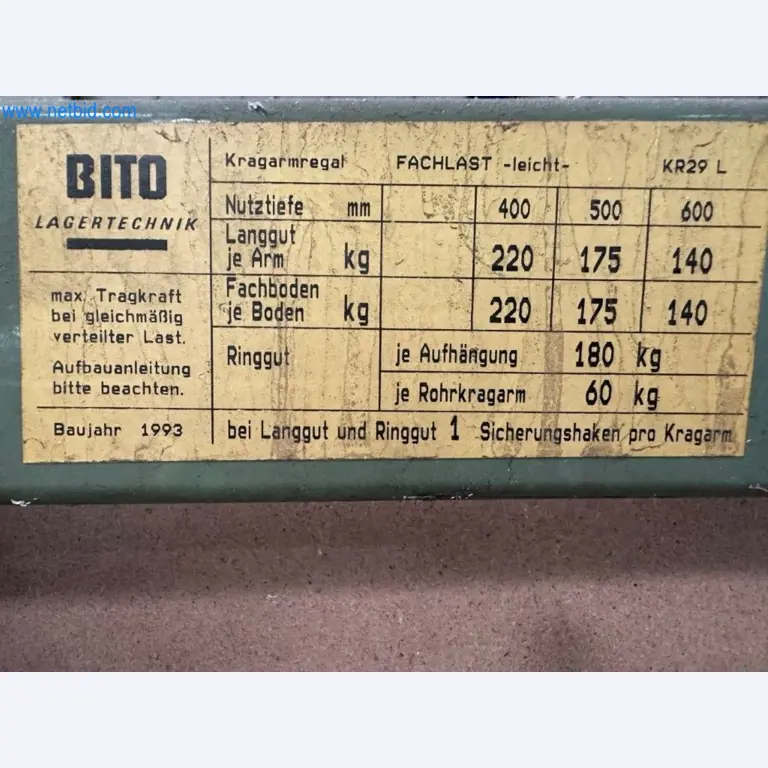 www.netbid.com
BITO
LAGERTECHNIK
max. Tragkraft
bei gleichmäßig
verteilter Last.
Aufbauanleitung
bitte beachten.
Baujahr 1993
Kragarmregal FACHLAST -leicht- KR29 L
Nutztiefe mm 400 500 600
Langgut
je Arm kg 220 175 140
Fachboden
je Boden kg 220 175 140
Ringgut je Aufhängung 180 kg
je Rohrkragarm 60 kg
bei Langgut und Ringgut 1 Sicherungshaken pro Kragarm